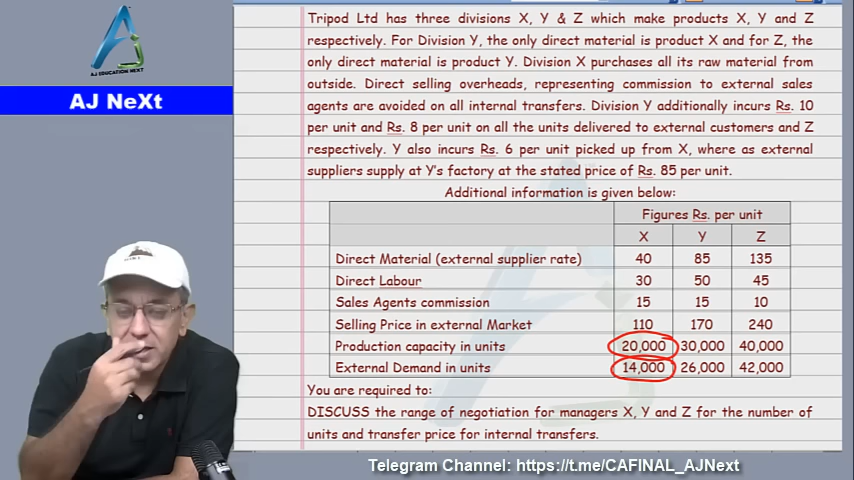 Tripod Ltd has three divisions X, Y & Z which make products X, Y and Z
respectively. For Division Y, the only direct material is product X and for Z, the
only direct material is product Y. Division X purchases all its raw material from
outside. Direct selling overheads, representing commission to external sales
agents are avoided on all internal transfers. Division Y additionally incurs Rs. 10
per unit and Rs. 8 per unit on all the units delivered to external customers and Z
respectively. Y also incurs Rs. 6 per unit picked up from X, where as external
suppliers supply at Y's factory at the stated price of Rs. 85 per unit.
AJ EDUCATION NEXT
AJ NeXt
Additional information is given below:
Figures Rs. per unit
X Y Z
Direct Material (external supplier rate) 40 85 135
Direct Labour 30 50 45
Sales Agents commission 15 15 10
Selling Price in external Market 110 170 240
Production capacity in units 20,000 30,000 40,000
External Demand in units 14,000 26,000 42,000
You are required to:
DISCUSS the range of negotiation for managers X, Y and Z for the number of
units and transfer price for internal transfers.
Telegram Channel: https://t.me/CAFINAL_AJNext